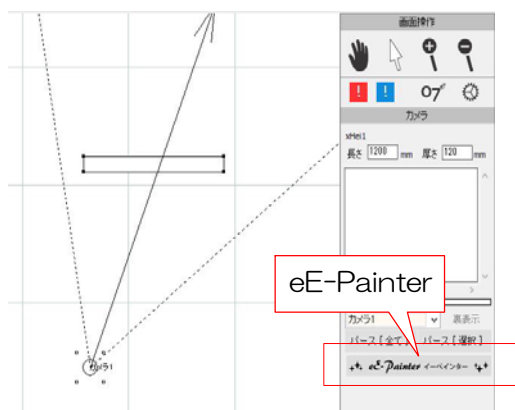 画面操作
07
カメラ
xHei1
長さ 1200 mm 厚さ 120 mm
eE-Painter
カメラ1 裏表示
パース [全て] パース [選択]
eE-Painter イーペインター
カメラ1